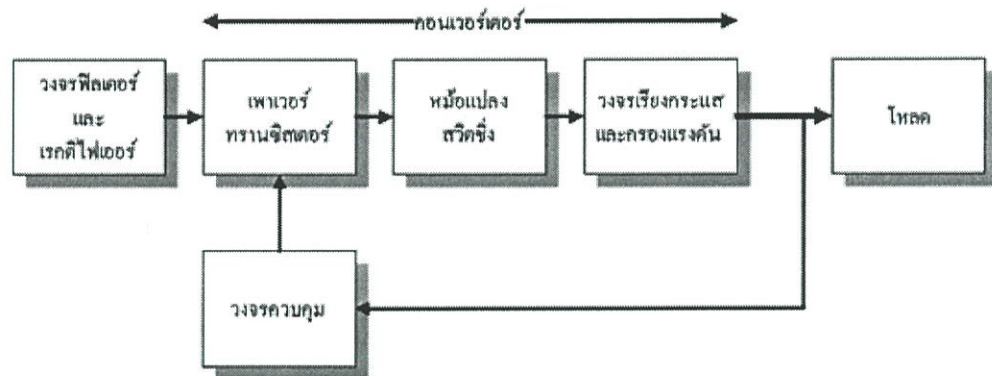 คอนเวอร์เตอร์
วงจรฟิลเตอร์
และ
เรกติไฟเออร์
เพาเวอร์
ทรานซิสเตอร์
หม้อแปลง
สวิตชิ่ง
วงจรเรียงกระแส
และกรองแรงดัน
โหลด
วงจรควบคุม